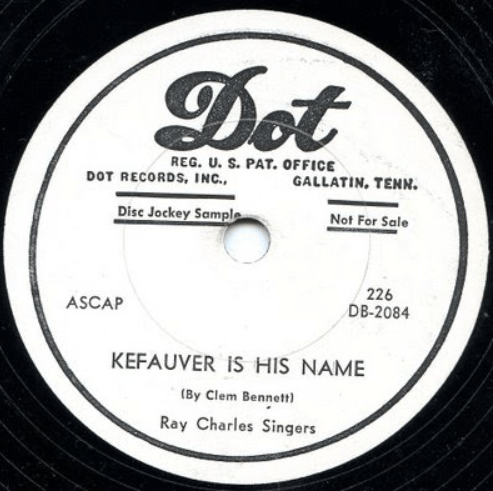 Dot
REG. U. S. PAT. OFFICE
DOT RECORDS, INC., GALLATIN, TENN.
Disc Jockey Sample Not For Sale
ASCAP
226
DB-2084
KEFAUVER IS HIS NAME
(By Clem Bennett)
Ray Charles Singers